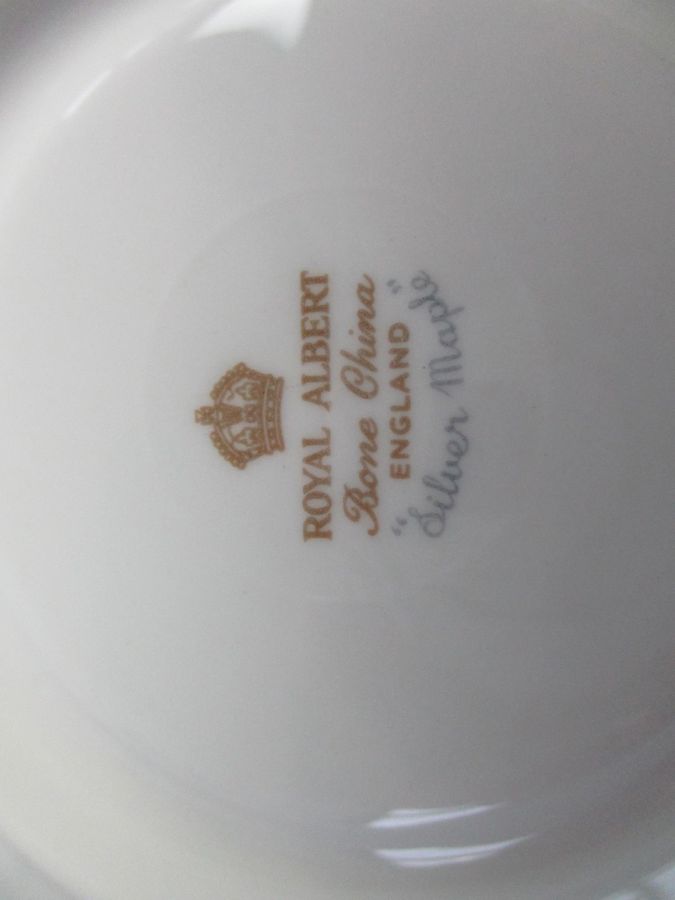 ROYAL ALBERT
Bone China
ENGLAND
"Silver Maple"